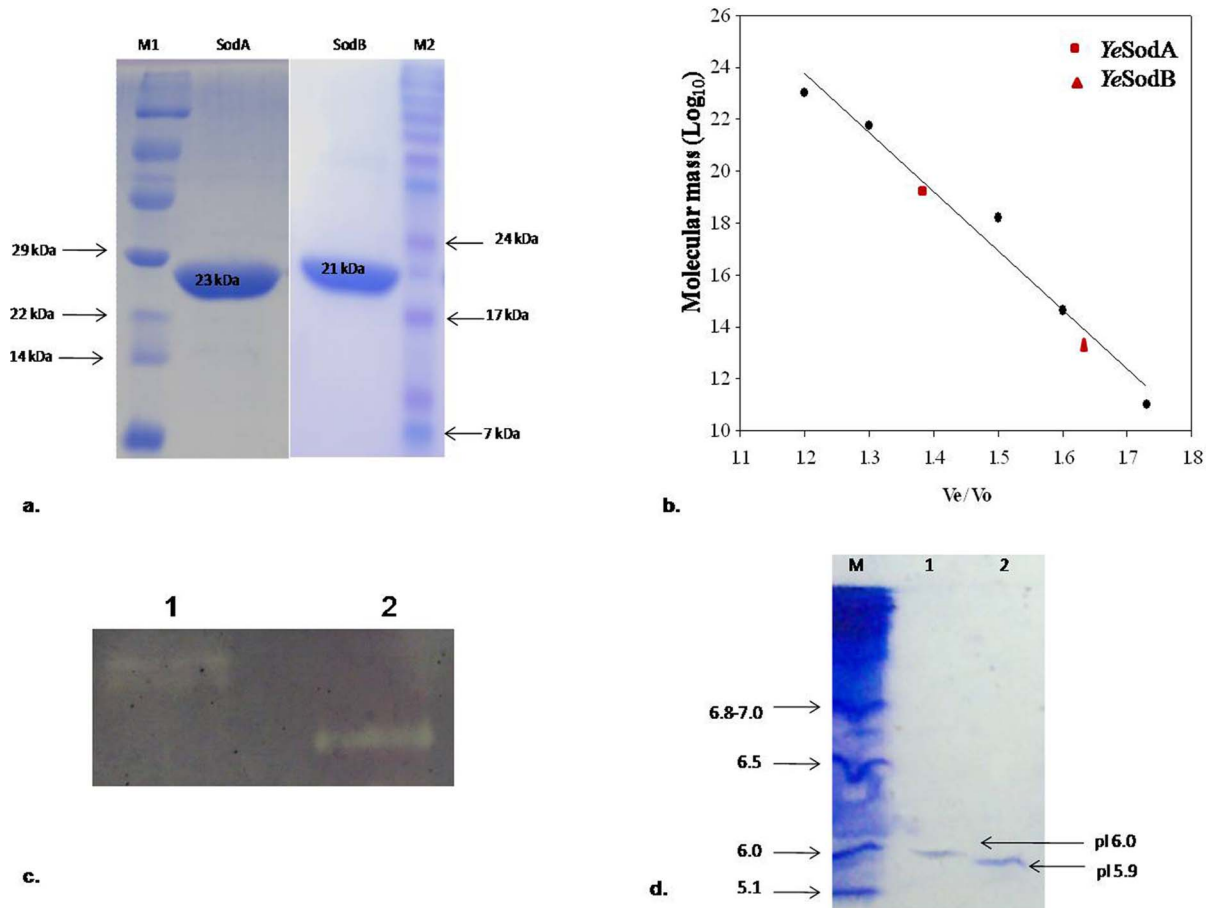 M1 SodA SodB M2
29 kDa
22 kDa
14 kDa
23 kDa
21 kDa
24 kDa
17 kDa
7 kDa
a.
YeSodA
YeSodB
Molecular mass (Log10)
26
24
22
20
18
16
14
12
10
1.1 1.2 1.3 1.4 1.5 1.6 1.7 1.8
Ve/Vo
b.
1 2
c.
M 1 2
6.8-7.0
6.5
6.0
5.1
pI 6.0
pI 5.9
d.